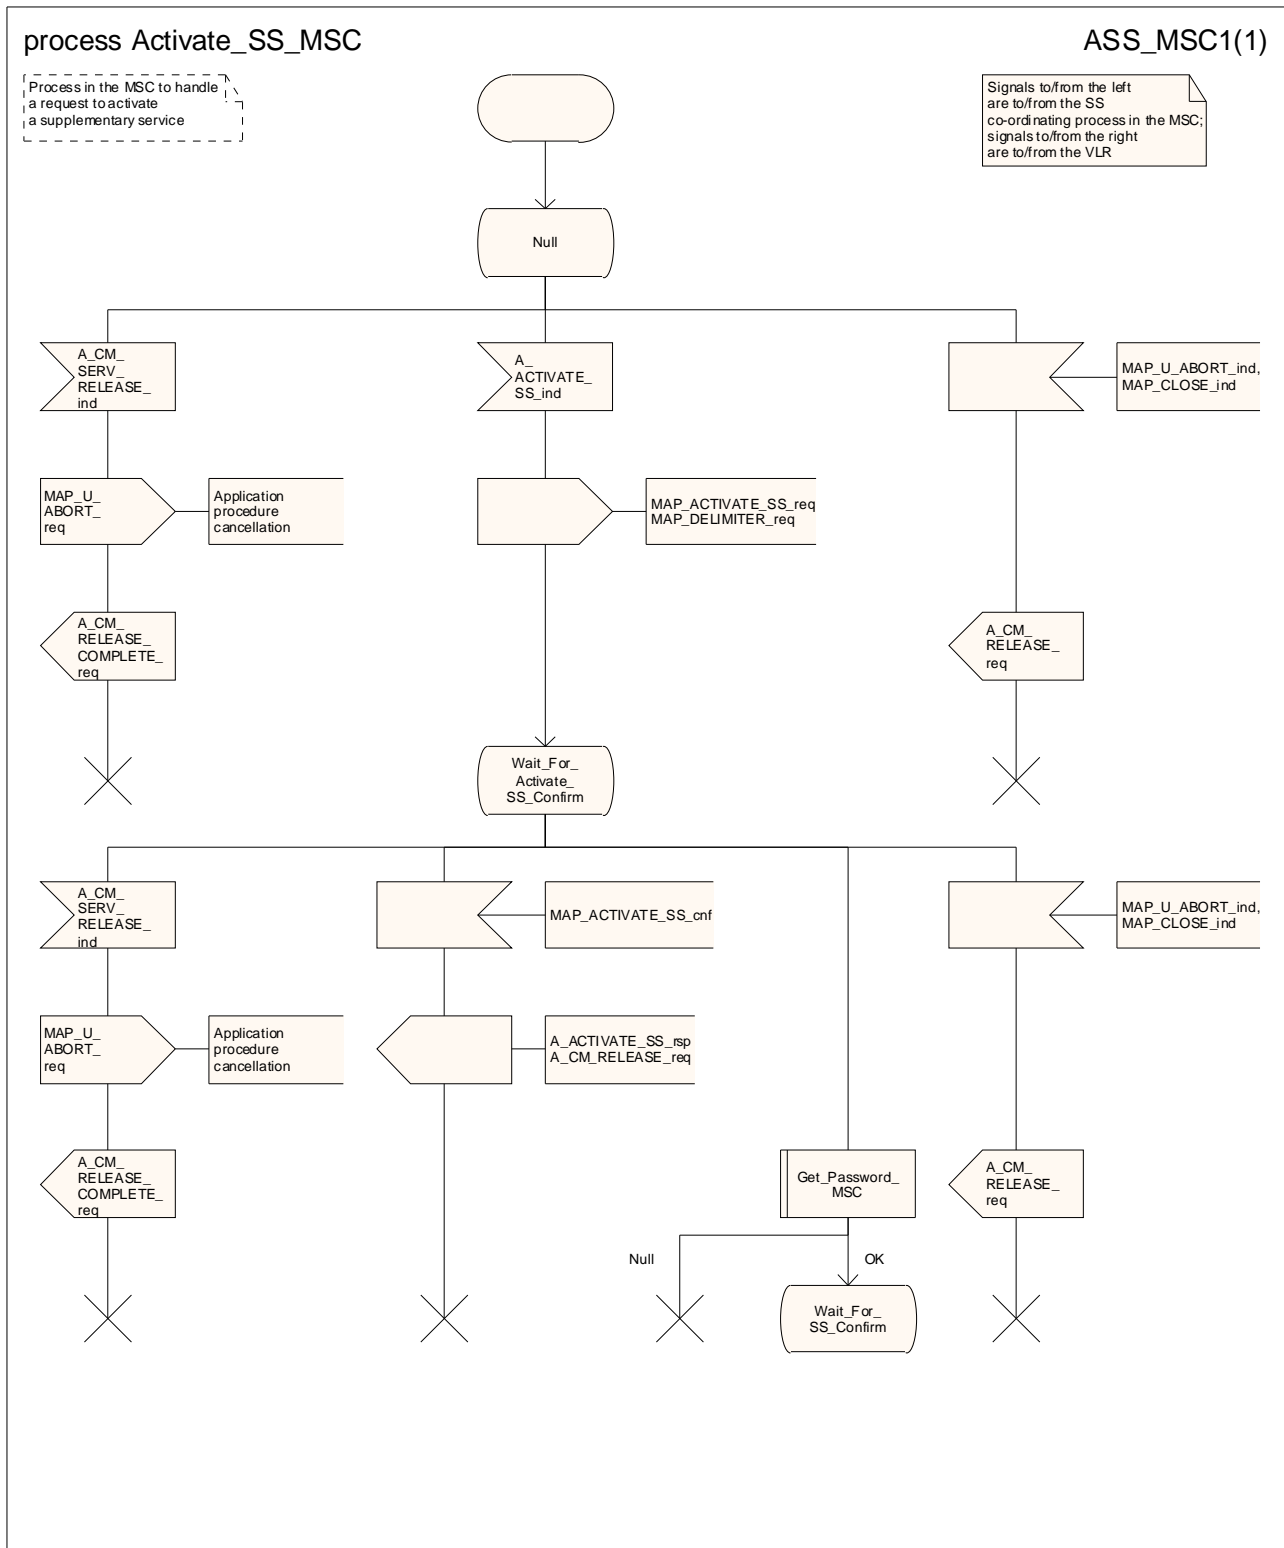 process Activate_SS_MSC
ASS_MSC1(1)
Process in the MSC to handle
a request to activate
a supplementary service
Signals to/from the left
are to/from the SS
co-ordinating process in the MSC;
signals to/from the right
are to/from the VLR
Null
A_CM_
SERV_
RELEASE_
ind
A_
ACTIVATE_
SS_ind
MAP_U_ABORT_ind,
MAP_CLOSE_ind
MAP_U_
ABORT_
req
Application
procedure
cancellation
MAP_ACTIVATE_SS_req
MAP_DELIMITER_req
A_CM_
RELEASE_
COMPLETE_
req
A_CM_
RELEASE_
req
Wait_For_
Activate_
SS_Confirm
A_CM_
SERV_
RELEASE_
ind
MAP_ACTIVATE_SS_cnf
MAP_U_ABORT_ind,
MAP_CLOSE_ind
MAP_U_
ABORT_
req
Application
procedure
cancellation
A_ACTIVATE_SS_rsp
A_CM_RELEASE_req
A_CM_
RELEASE_
COMPLETE_
req
Get_Password_
MSC
A_CM_
RELEASE_
req
Null
OK
Wait_For_
SS_Confirm